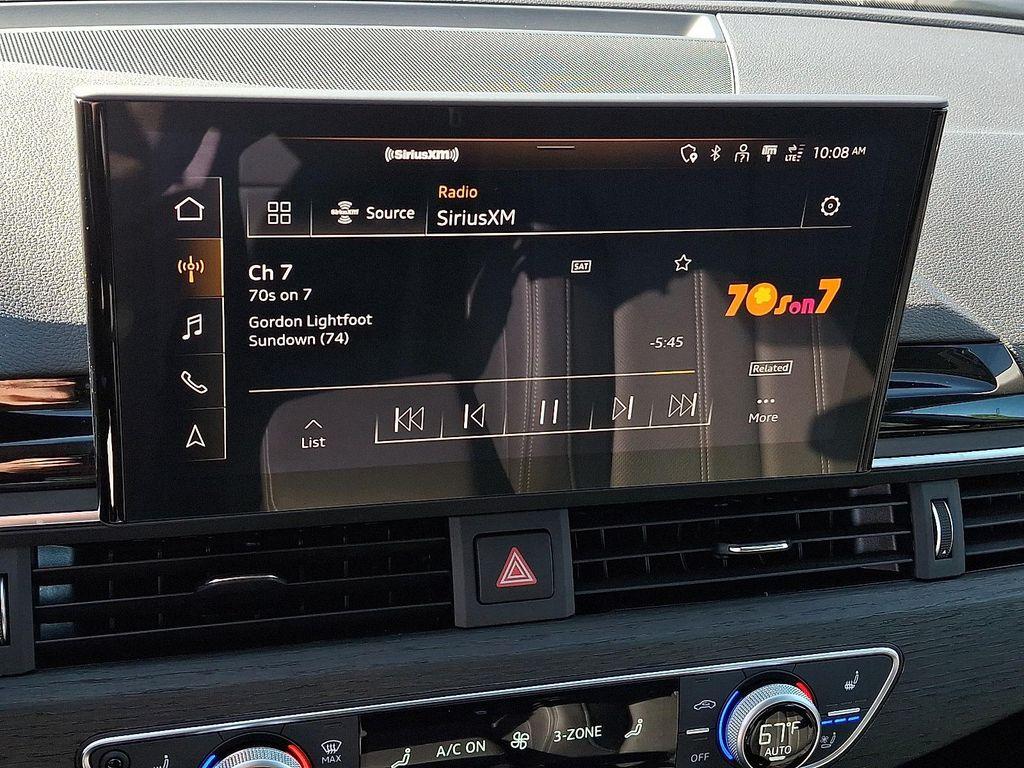 ((SiriusXM))
LTE
10:08 AM
Source
Radio
SiriusXM
Ch 7
SAT
70s on 7
70s on 7
Gordon Lightfoot
Sundown (74)
-5:45
Related
List
More
MAX
A/C ON
3-ZONE
OFF
67°F
AUTO